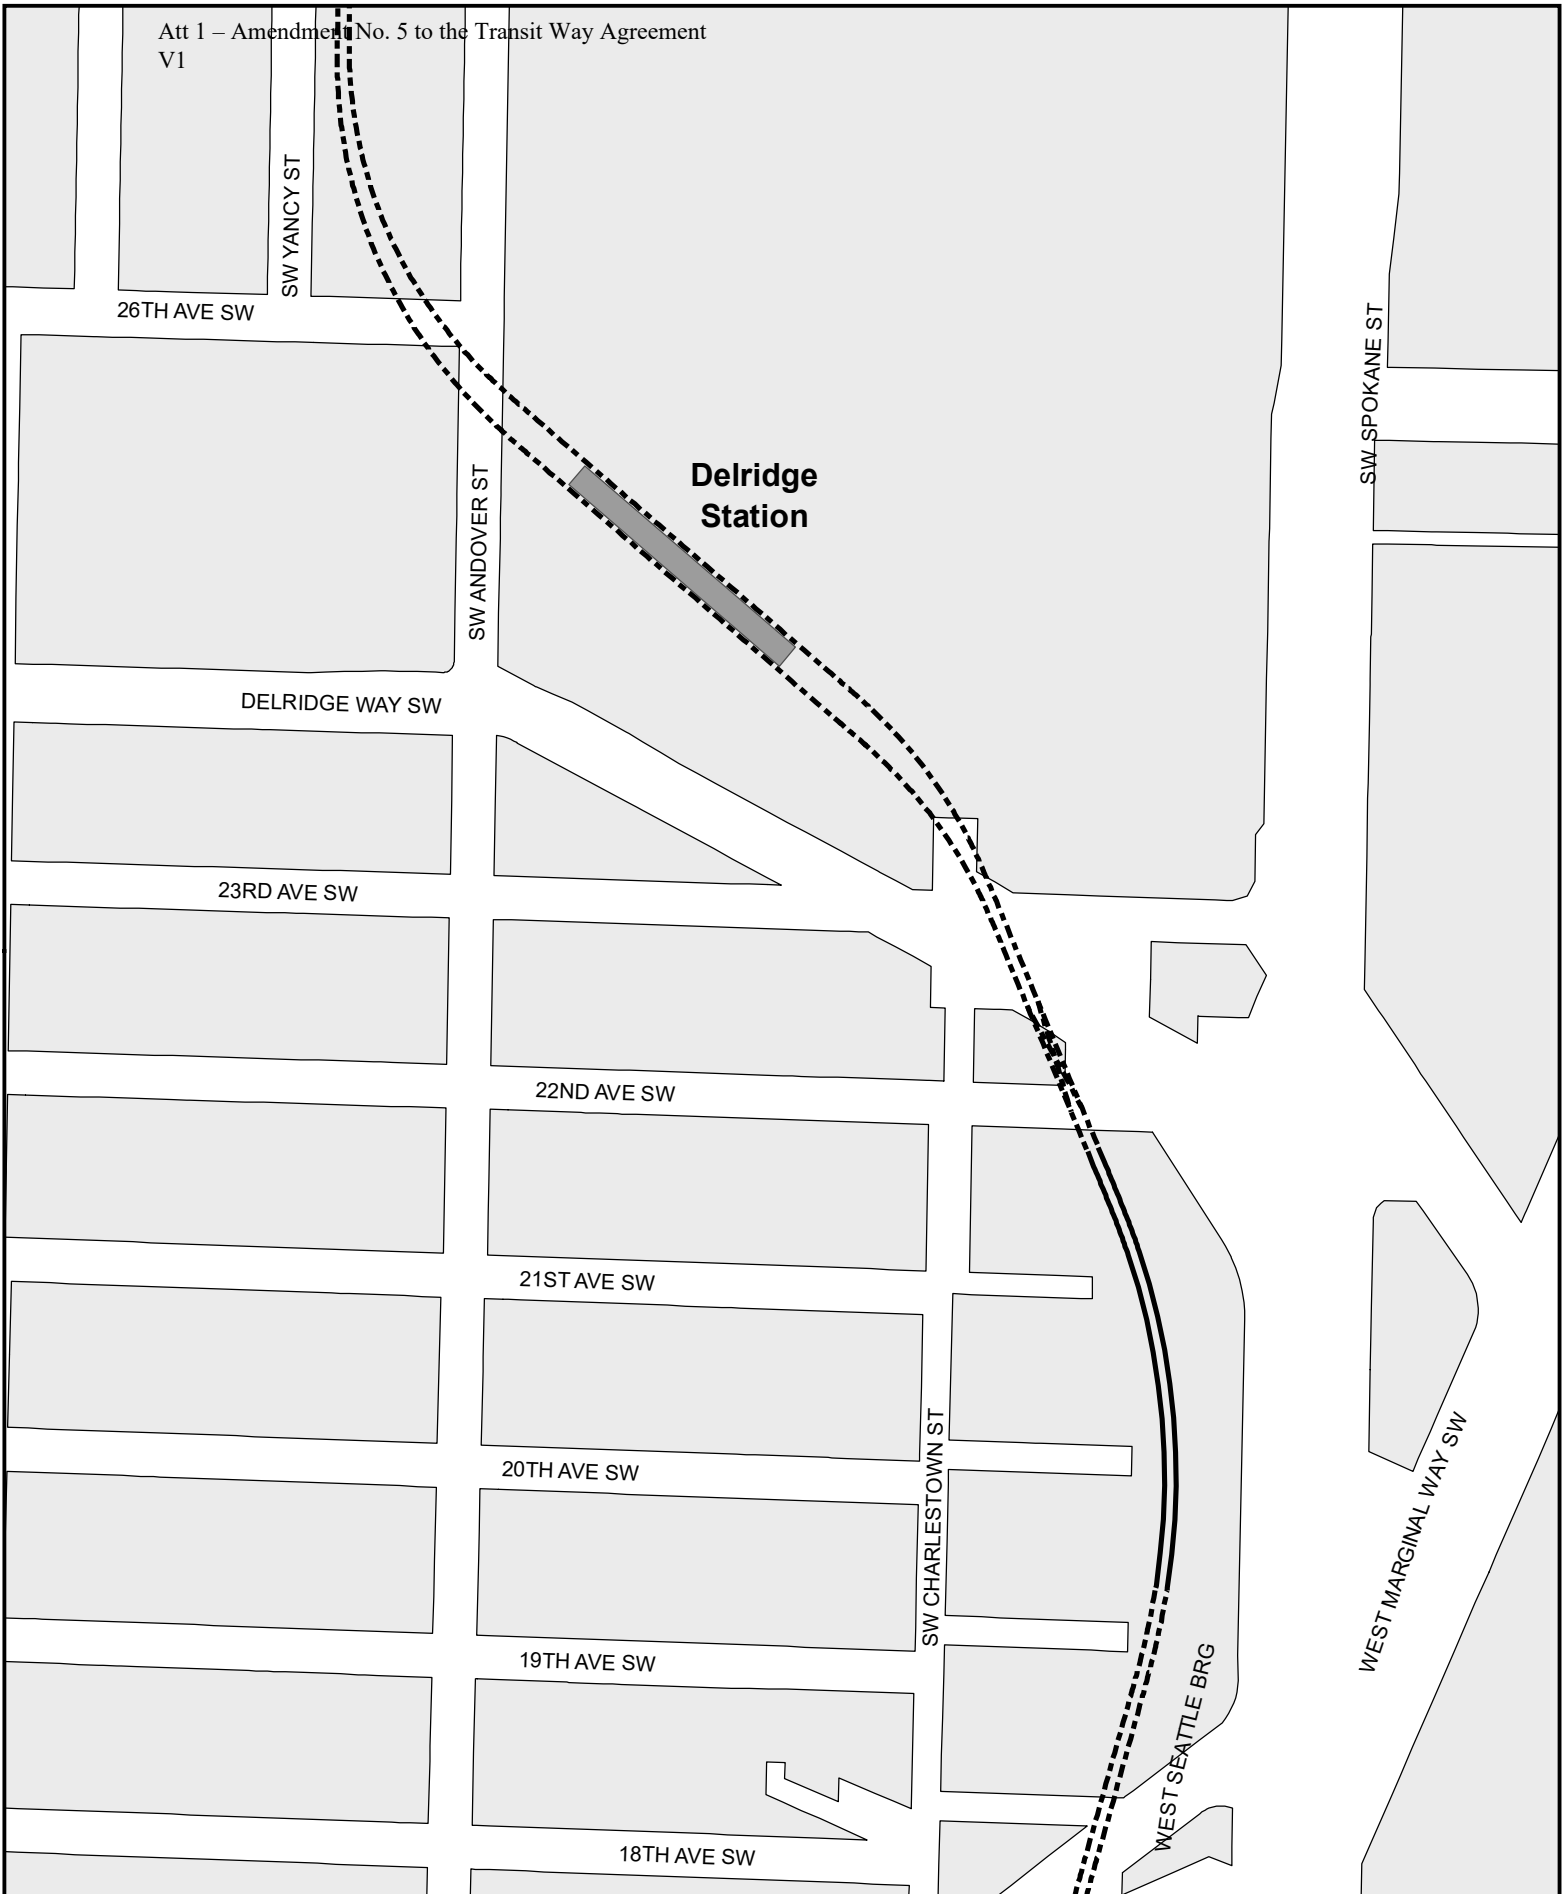 Att 1 – Amendment No. 5 to the Transit Way Agreement
V1
SW YANCY ST
26TH AVE SW
SW SPOKANE ST
Delridge
Station
SW ANDOVER ST
DELRIDGE WAY SW
23RD AVE SW
22ND AVE SW
21ST AVE SW
SW CHARLESTOWN ST
WEST MARGINAL WAY SW
20TH AVE SW
19TH AVE SW
WEST SEATTLE BRG
18TH AVE SW